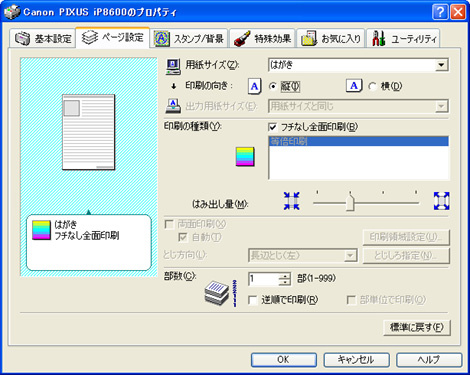 Canon PIXUS iP8600のプロパティ
基本設定 ページ設定 スタンプ/背景 特殊効果 お気に入り ユーティリティ
用紙サイズ(Z): はがき
印刷の向き: A 縦(I) A 横(O)
出力用紙サイズ(E): 用紙サイズと同じ
印刷の種類(Y): フチなし全面印刷(B)
等倍印刷
はみ出し量(M):
はがき
フチなし全面印刷
両面印刷(X)
自動(T) 印刷領域設定(U)...
とじ方向(L): 長辺とじ(左) とじしろ指定(N)...
部数(C): 1 部(1-999)
逆順で印刷(R) 部単位で印刷(O)
標準に戻す(F)
OK キャンセル ヘルプ